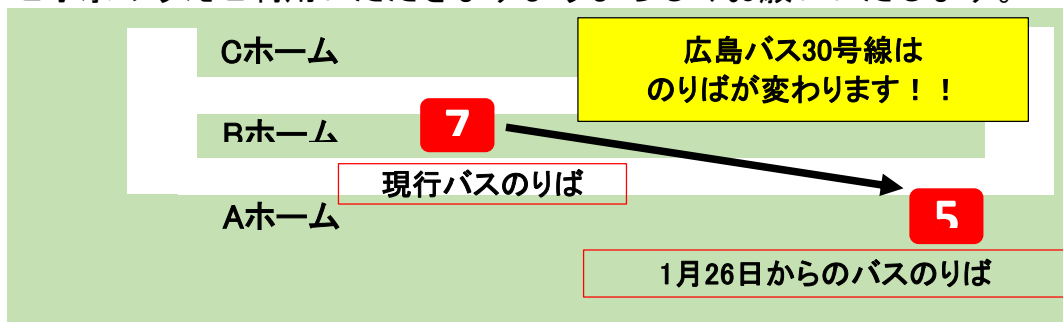 Cホーム
広島バス30号線は
のりばが変わります！！
Bホーム
7
現行バスのりば
Aホーム
5
1月26日からのバスのりば